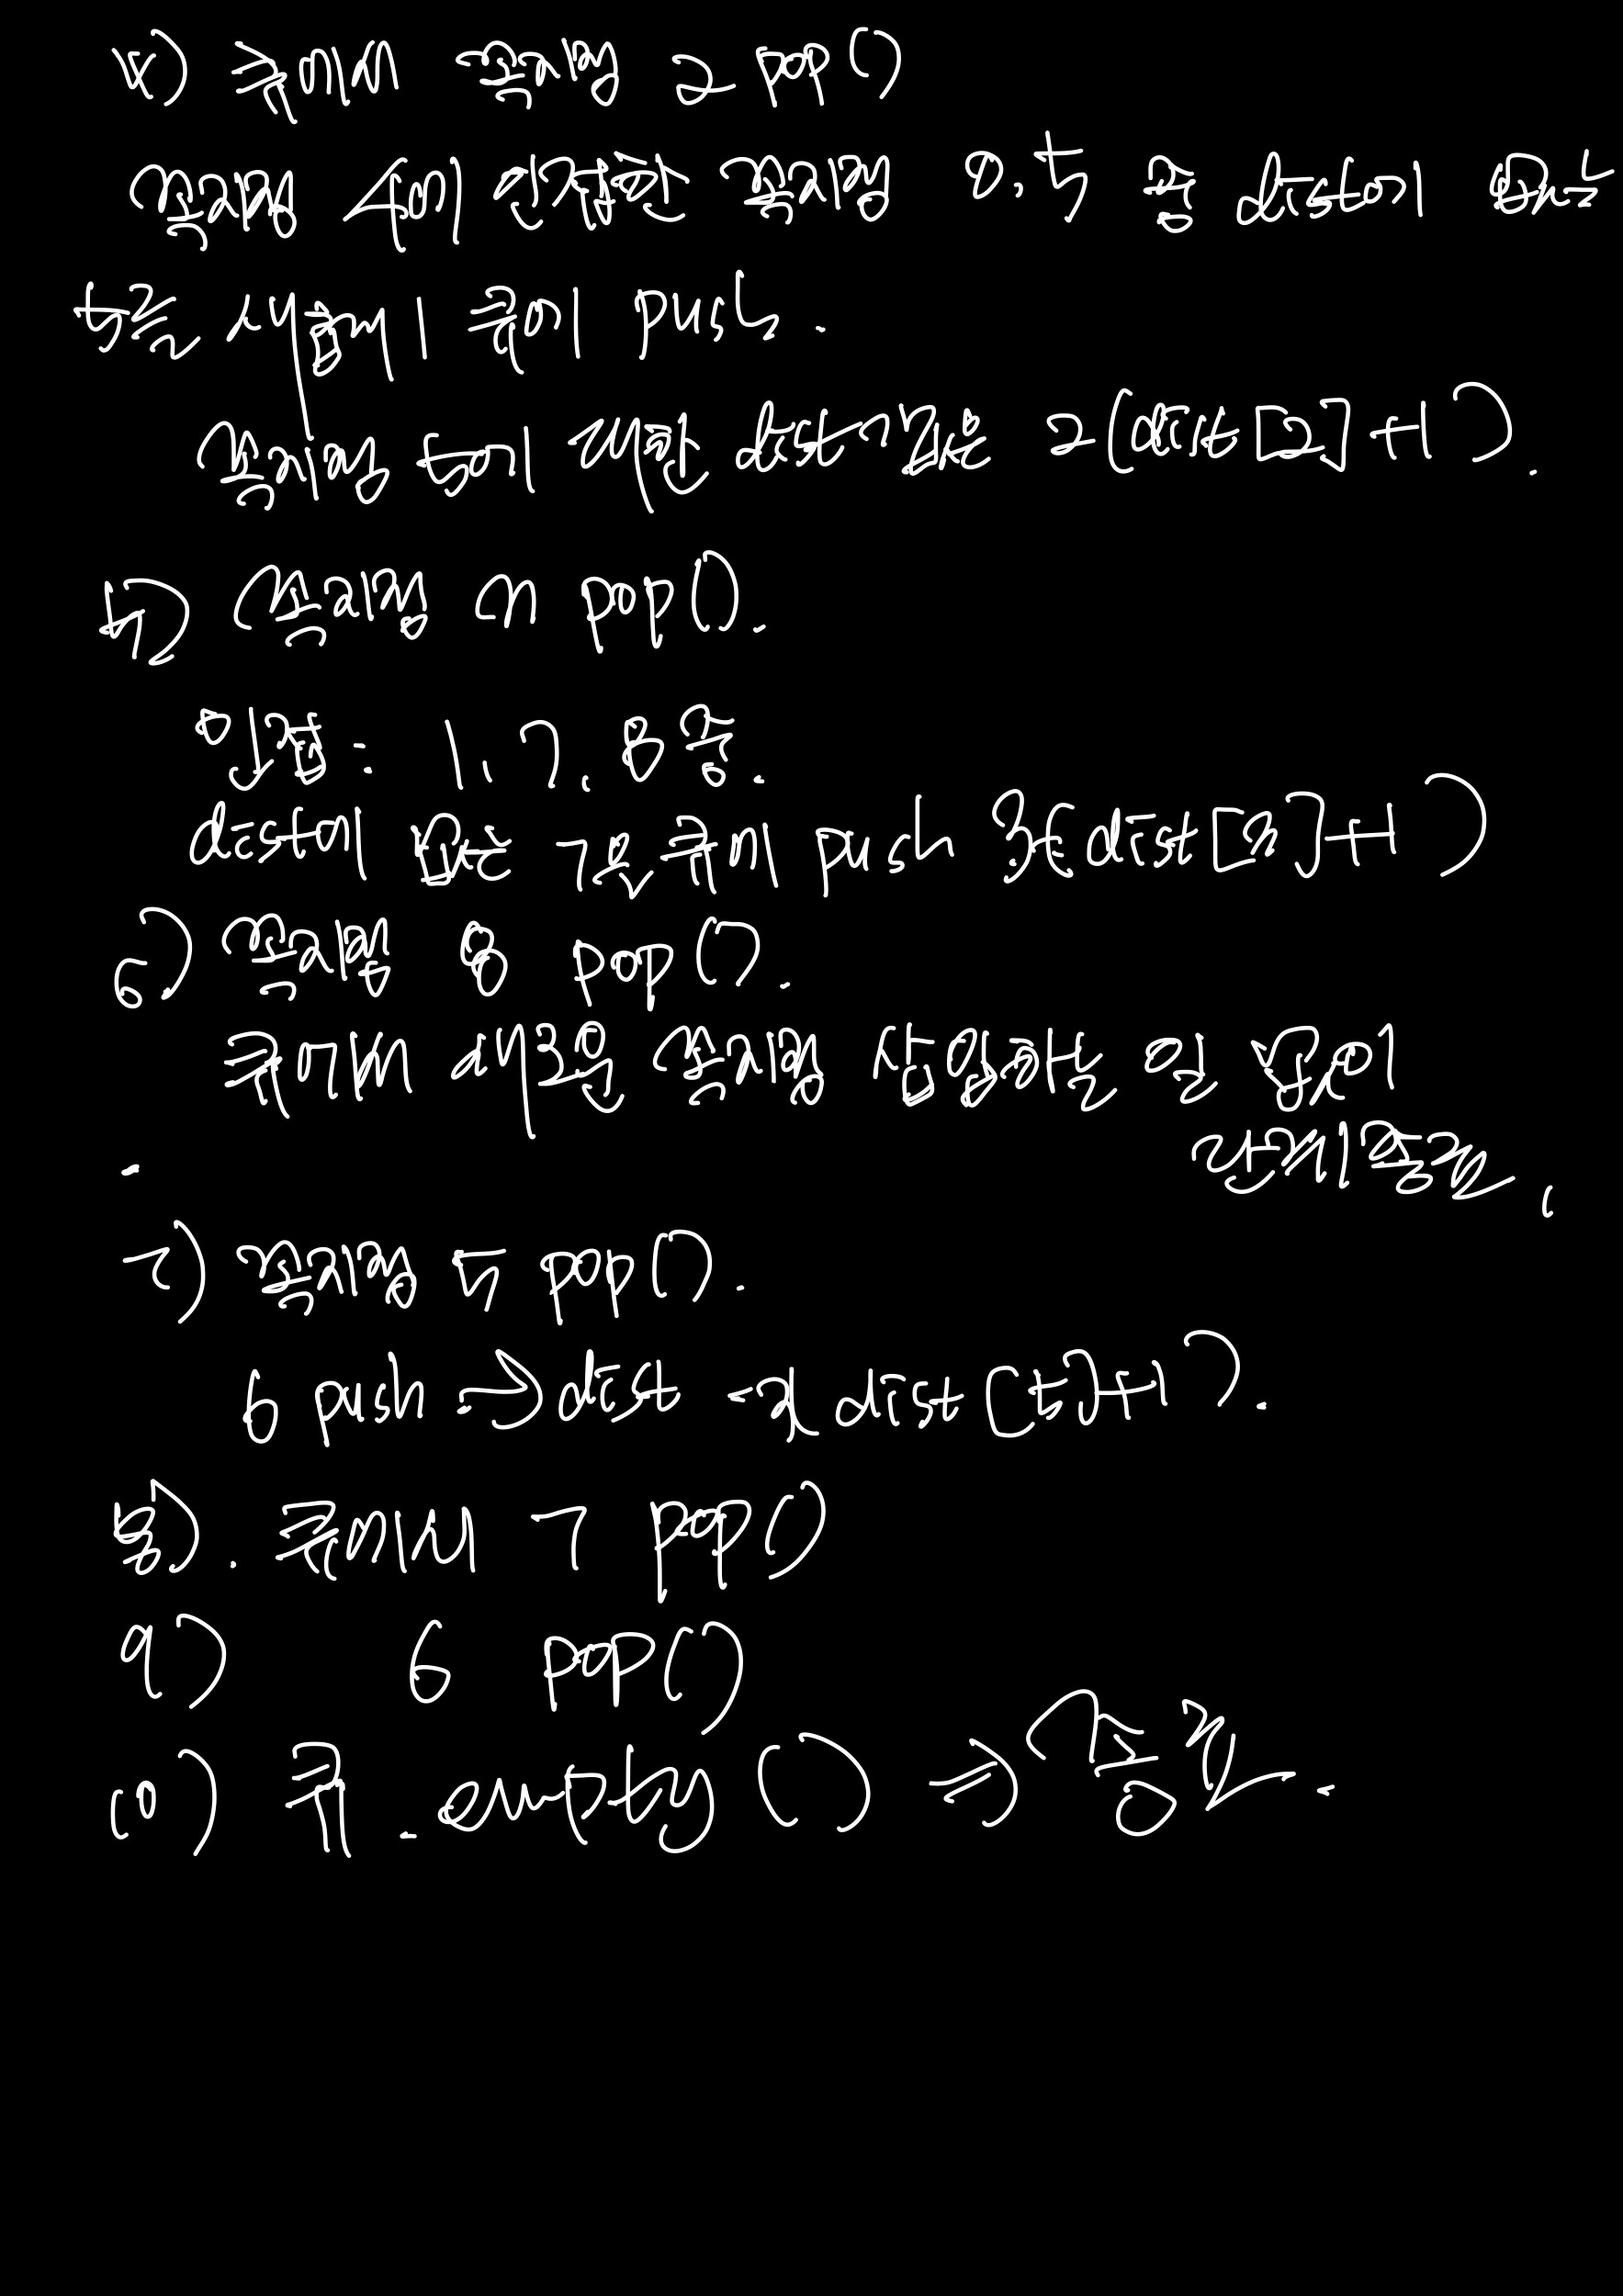 4) 큐에서 꼭지점 2 pop()
꼭지점 4에 인접한 꼭지점 0.5 중 dist이 없는
5를 선택해 큐에 push.
꼭지점 5에 대한 dist값은 2(dist[2]+1).
5) 꼭지점 3 pop().
인접: 1, 7, 8 중.
dist이 없는 7을 큐에 push 3(dist[3]+1)
6) 꼭지점 8 pop().
큐에서 새로운 꼭지점 삽입하는 일 없이
단계종료.
7) 꼭지점 5 pop().
6 push → dist dist[5]+1).
8). 큐에서 7 pop()
9) 6 pop()
10) 큐.empty() ⇒ 종료.